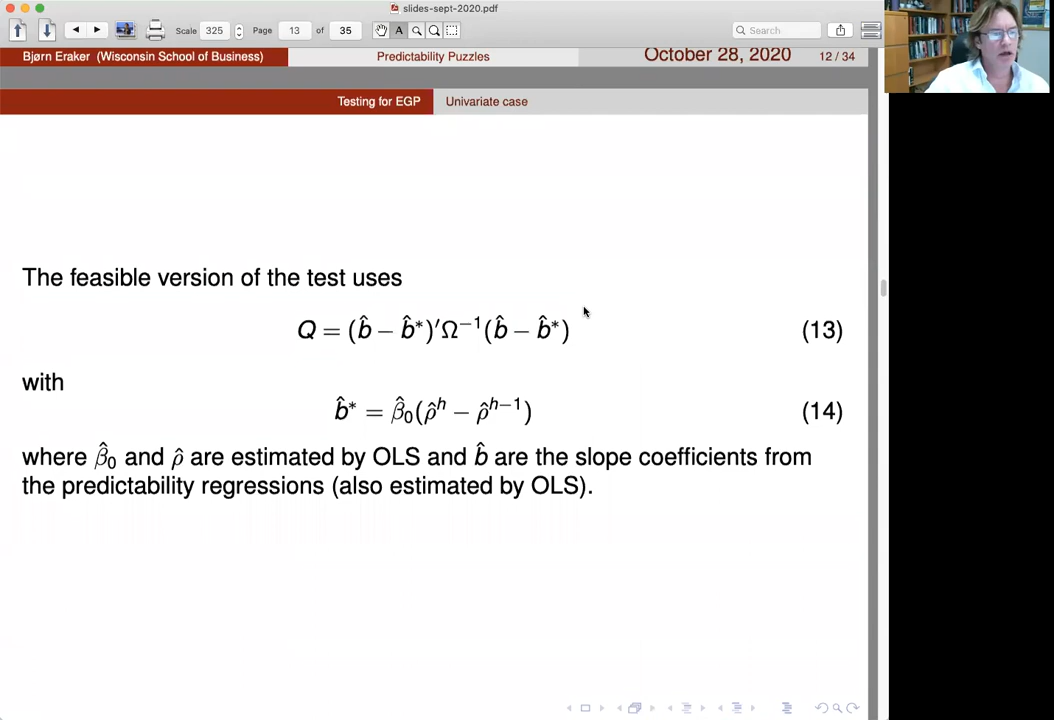 slides-sept-2020.pdf
Scale 325 Page 13 of 35 A Search
Bjørn Eraker (Wisconsin School of Business) Predictability Puzzles October 28, 2020 12 / 34
Testing for EGP Univariate case
The feasible version of the test uses
Q = (b̂ − b̂*)′Ω⁻¹(b̂ − b̂*) (13)
with
b̂* = β̂₀(ρ̂ʰ − ρ̂ʰ⁻¹) (14)
where β̂₀ and ρ̂ are estimated by OLS and b̂ are the slope coefficients from
the predictability regressions (also estimated by OLS).